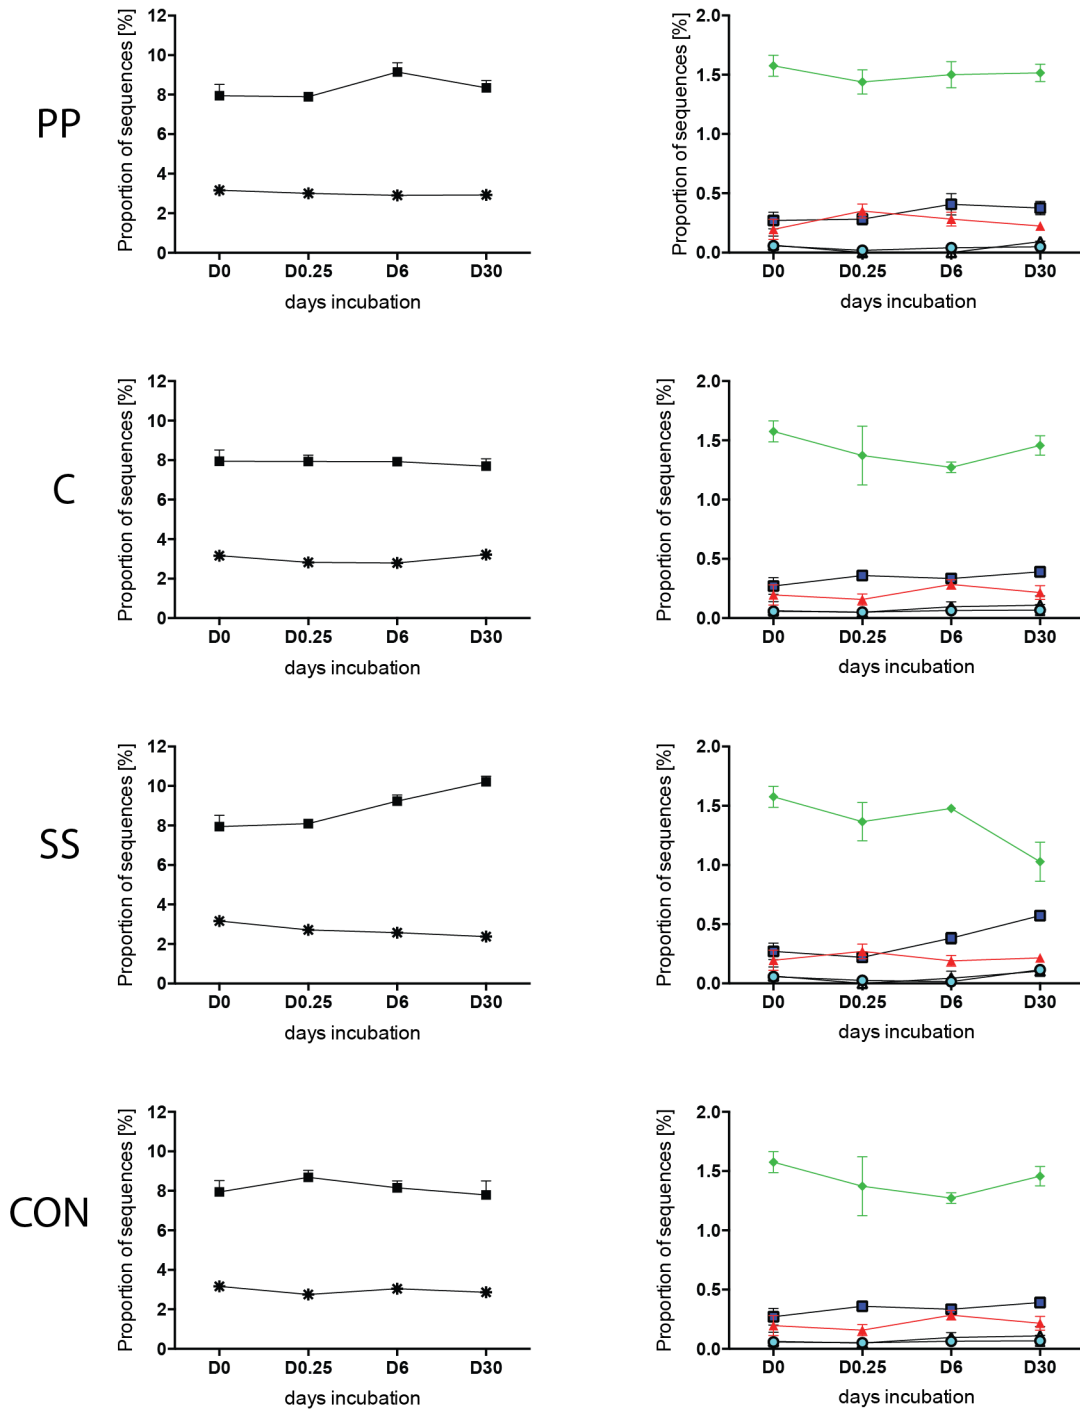 PP
Proportion of sequences [%]
12
10
8
6
4
2
0
D0 D0.25 D6 D30
days incubation
Proportion of sequences [%]
2.0
1.5
1.0
0.5
0.0
D0 D0.25 D6 D30
days incubation
C
Proportion of sequences [%]
12
10
8
6
4
2
0
D0 D0.25 D6 D30
days incubation
Proportion of sequences [%]
2.0
1.5
1.0
0.5
0.0
D0 D0.25 D6 D30
days incubation
SS
Proportion of sequences [%]
12
10
8
6
4
2
0
D0 D0.25 D6 D30
days incubation
Proportion of sequences [%]
2.0
1.5
1.0
0.5
0.0
D0 D0.25 D6 D30
days incubation
CON
Proportion of sequences [%]
12
10
8
6
4
2
0
D0 D0.25 D6 D30
days incubation
Proportion of sequences [%]
2.0
1.5
1.0
0.5
0.0
D0 D0.25 D6 D30
days incubation